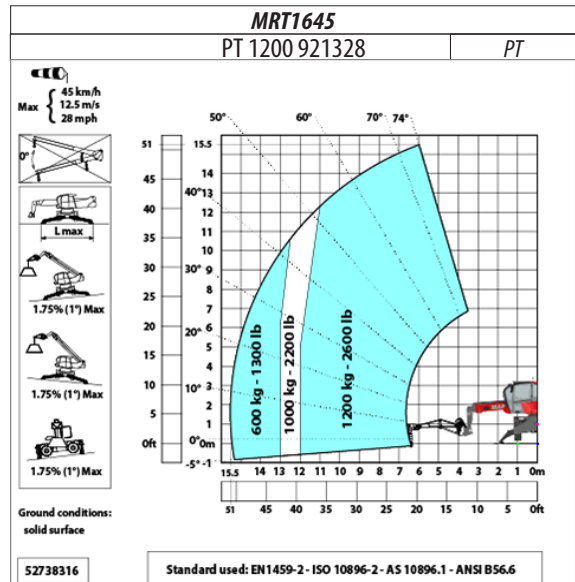 MRT1645
PT 1200 921328
PT
Max { 45 km/h
12.5 m/s
28 mph
0°
L max
1.75% (1°) Max
1.75% (1°) Max
1.75% (1°) Max
Ground conditions:
solid surface
50° 60° 70° 74°
40°
30°
20°
10°
0°
-5°
51
45
40
35
30
25
20
15
10
5
0ft
15.5
14
13
12
11
10
9
8
7
6
5
4
3
2
1
0m
-1
600 kg - 1300 lb
1000 kg - 2200 lb
1200 kg - 2600 lb
15.5 14 13 12 11 10 9 8 7 6 5 4 3 2 1 0m
51 45 40 35 30 25 20 15 10 5 0ft
52738316
Standard used: EN1459-2 - ISO 10896-2 - AS 10896.1 - ANSI B56.6